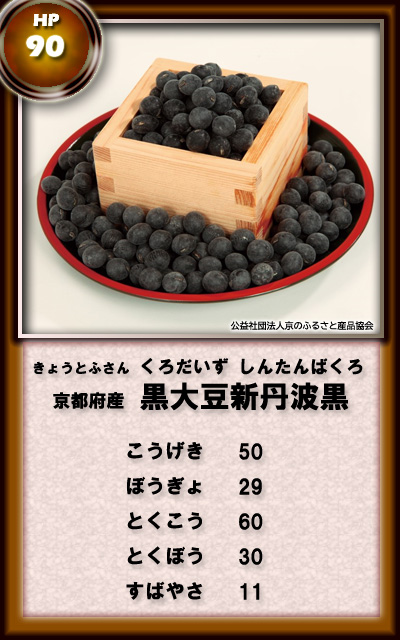 HP
90
公益社団法人京のふるさと産品協会
きょうとふさん くろだいず しんたんばくろ
京都府産 黒大豆新丹波黒
こうげき 50
ぼうぎょ 29
とくこう 60
とくぼう 30
すばやさ 11